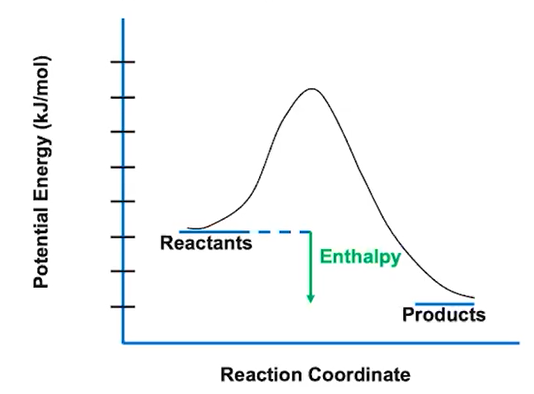 Potential Energy (kJ/mol)
Reactants
Enthalpy
Products
Reaction Coordinate